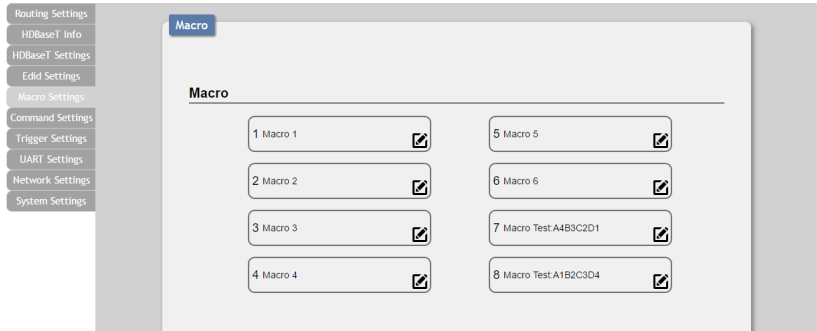 Routing Settings
HDBaseT Info
HDBaseT Settings
Edid Settings
Macro Settings
Command Settings
Trigger Settings
UART Settings
Network Settings
System Settings
Macro
Macro
1 Macro 1
2 Macro 2
3 Macro 3
4 Macro 4
5 Macro 5
6 Macro 6
7 Macro Test:A4B3C2D1
8 Macro Test:A1B2C3D4